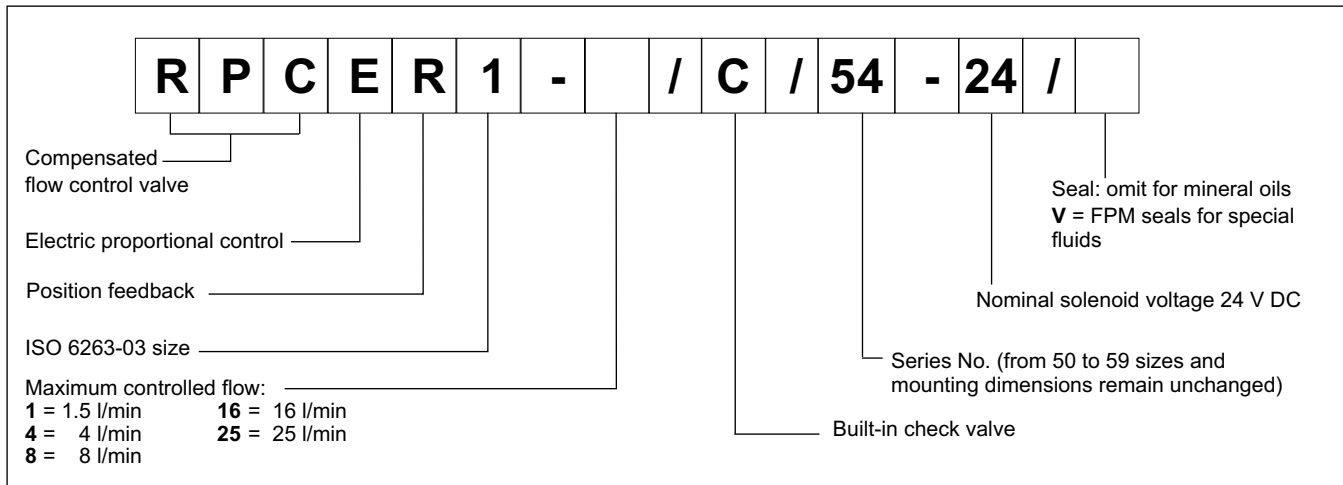 R P C E R 1 - / C / 54 - 24 /
Compensated
flow control valve
Electric proportional control
Position feedback
ISO 6263-03 size
Maximum controlled flow:
1 = 1.5 l/min 16 = 16 l/min
4 = 4 l/min 25 = 25 l/min
8 = 8 l/min
Seal: omit for mineral oils
V = FPM seals for special
fluids
Nominal solenoid voltage 24 V DC
Series No. (from 50 to 59 sizes and
mounting dimensions remain unchanged)
Built-in check valve